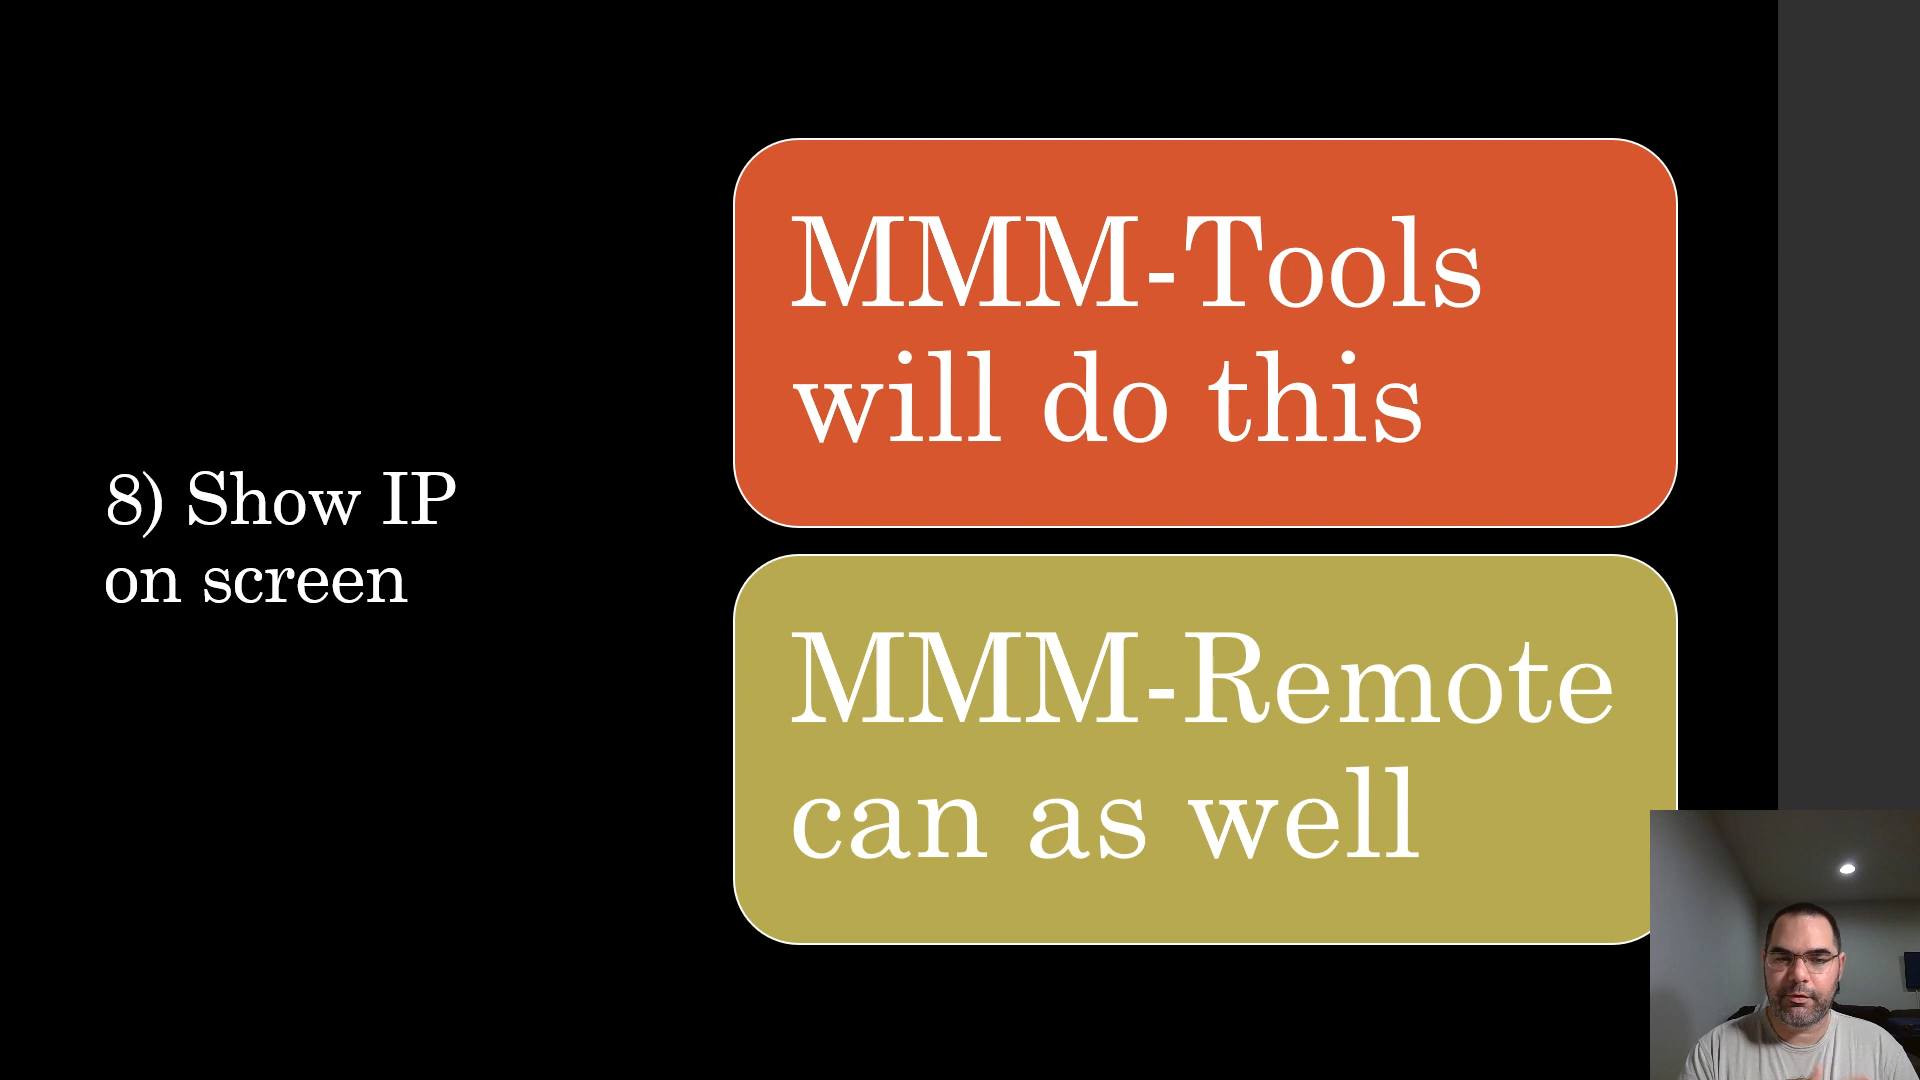 8) Show IP
on screen
MMM-Tools
will do this
MMM-Remote
can as well